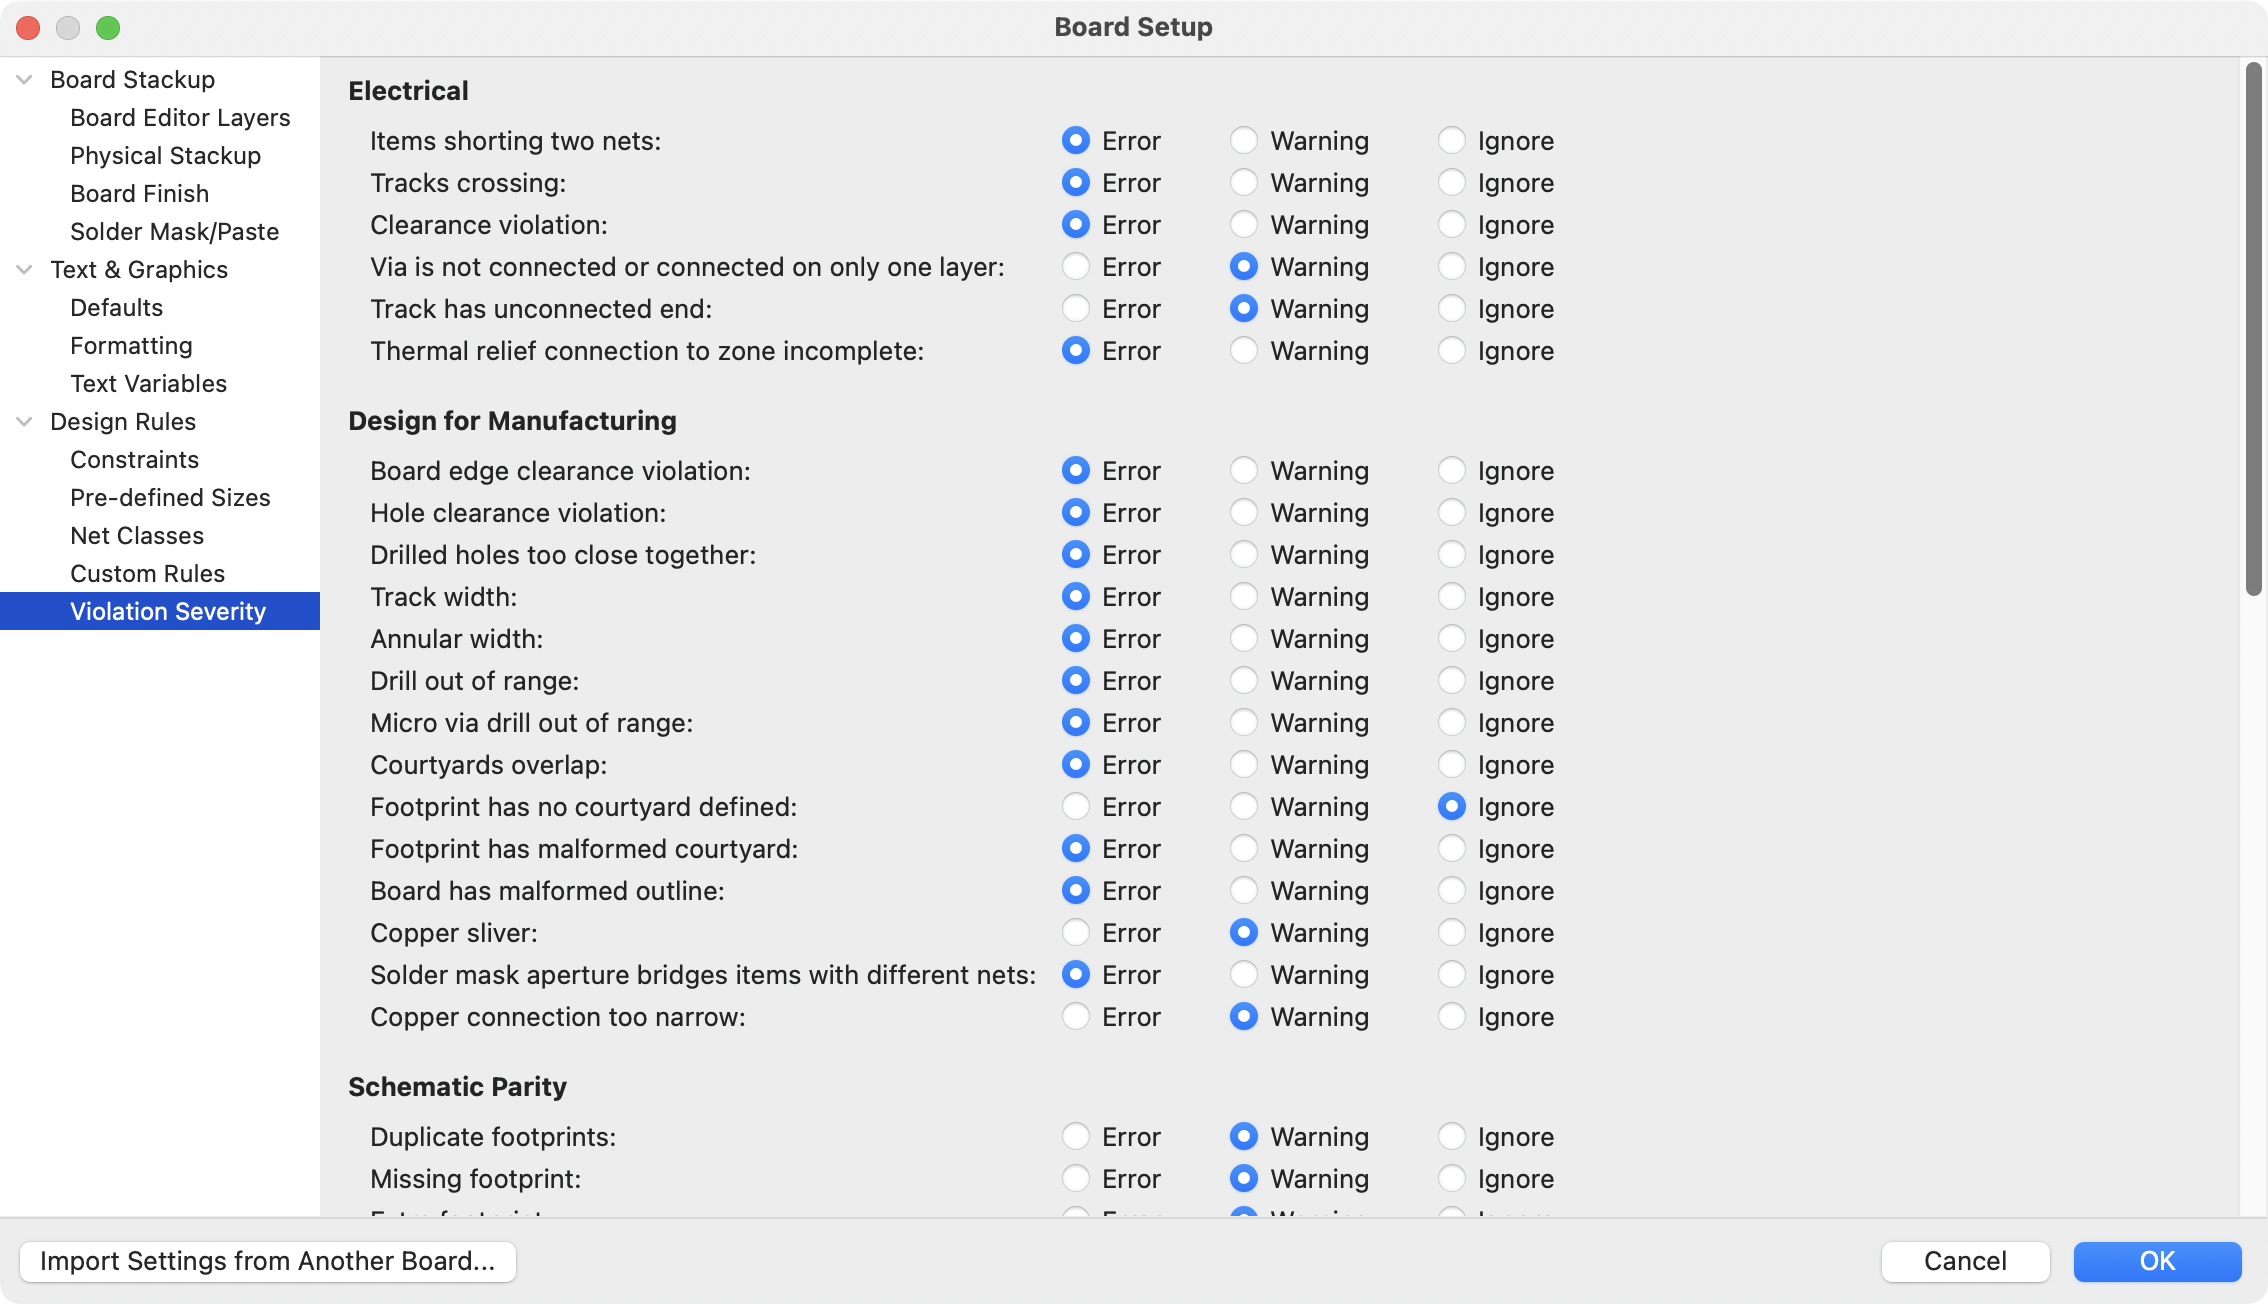 Board Setup
Board Stackup
Board Editor Layers
Physical Stackup
Board Finish
Solder Mask/Paste
Text & Graphics
Defaults
Formatting
Text Variables
Design Rules
Constraints
Pre-defined Sizes
Net Classes
Custom Rules
Violation Severity
Electrical
Items shorting two nets: Error Warning Ignore
Tracks crossing: Error Warning Ignore
Clearance violation: Error Warning Ignore
Via is not connected or connected on only one layer: Error Warning Ignore
Track has unconnected end: Error Warning Ignore
Thermal relief connection to zone incomplete: Error Warning Ignore
Design for Manufacturing
Board edge clearance violation: Error Warning Ignore
Hole clearance violation: Error Warning Ignore
Drilled holes too close together: Error Warning Ignore
Track width: Error Warning Ignore
Annular width: Error Warning Ignore
Drill out of range: Error Warning Ignore
Micro via drill out of range: Error Warning Ignore
Courtyards overlap: Error Warning Ignore
Footprint has no courtyard defined: Error Warning Ignore
Footprint has malformed courtyard: Error Warning Ignore
Board has malformed outline: Error Warning Ignore
Copper sliver: Error Warning Ignore
Solder mask aperture bridges items with different nets: Error Warning Ignore
Copper connection too narrow: Error Warning Ignore
Schematic Parity
Duplicate footprints: Error Warning Ignore
Missing footprint: Error Warning Ignore
Import Settings from Another Board...
Cancel
OK